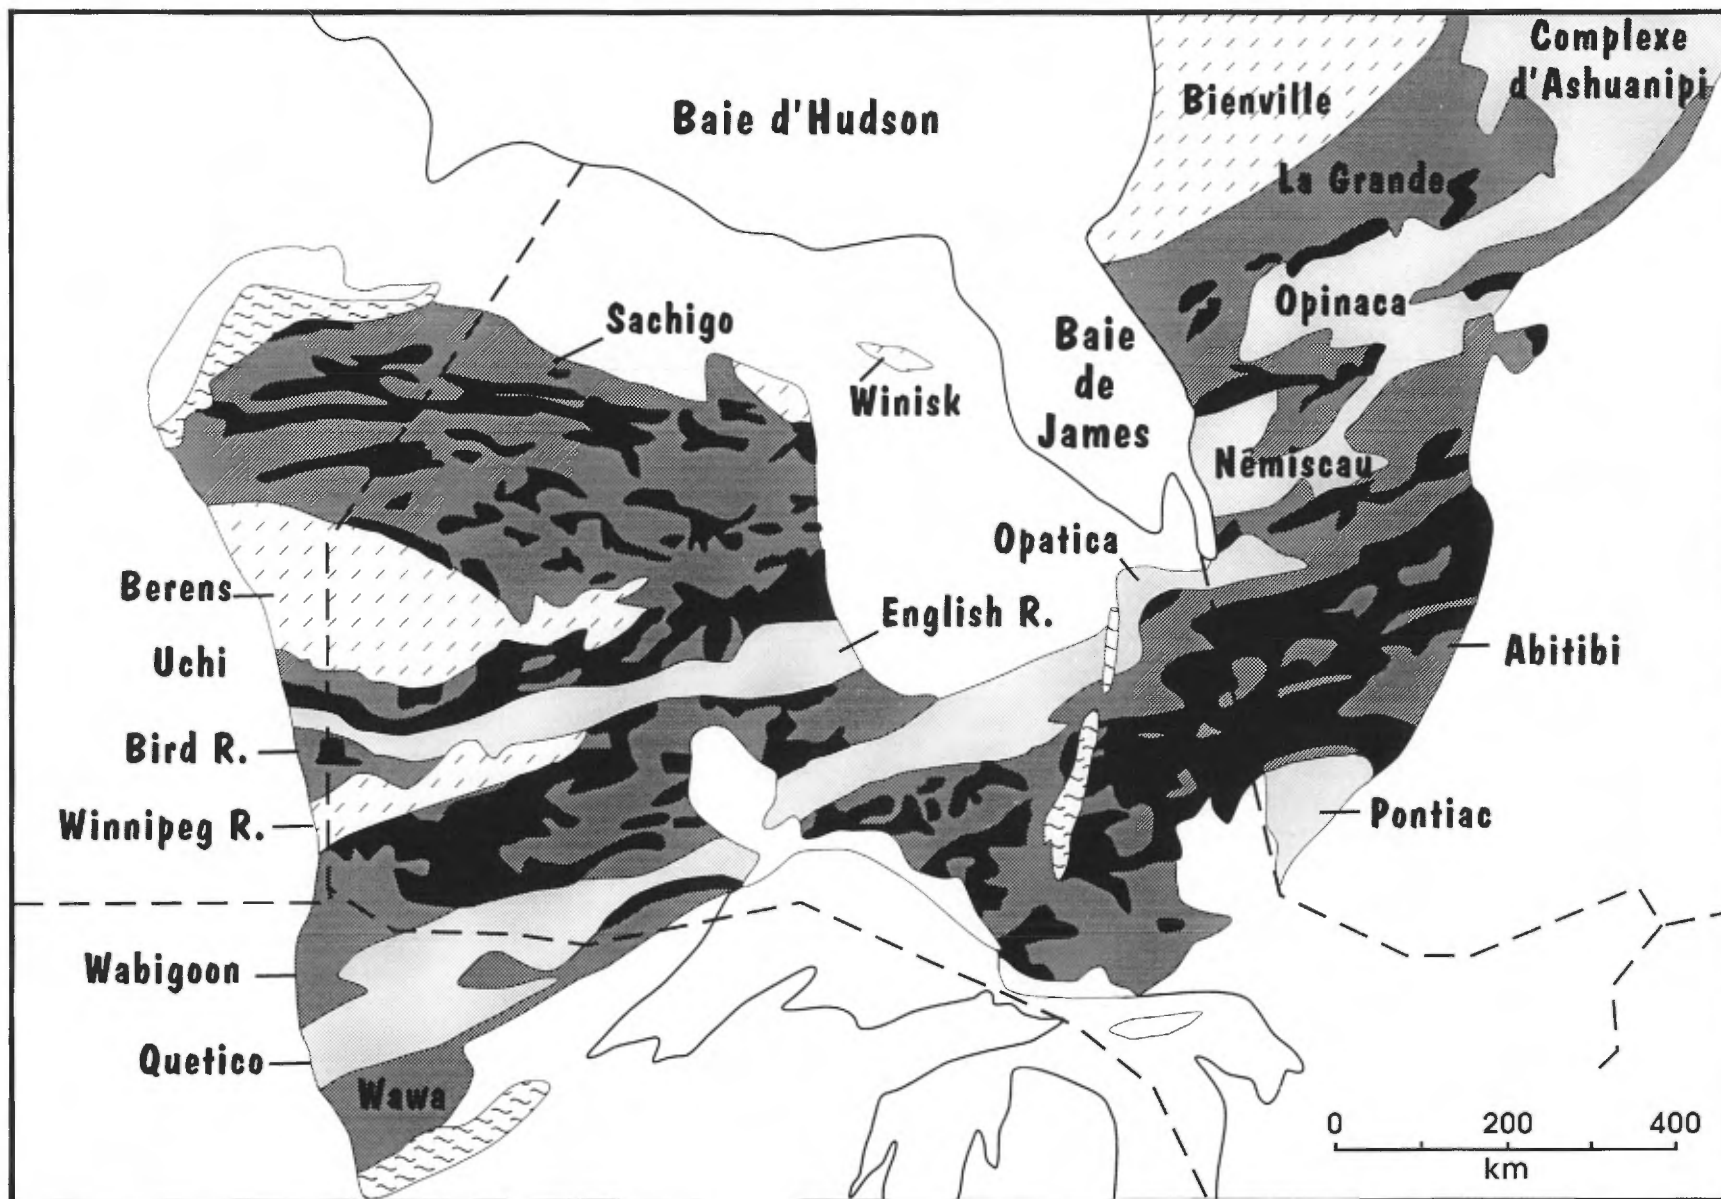 Complexe
d'Ashuanipi
Bienville
Baie d'Hudson
La Grande
Opinaca
Sachigo
Baie
de
James
Winisk
Némiscau
Opatica
Berens
English R.
Uchi
Abitibi
Bird R.
Winnipeg R.
Pontiac
Wabigoon
Quetico
Wawa
0 200 400
km